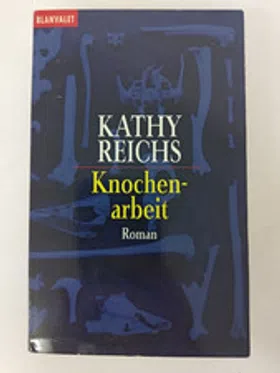 BLANVALET
KATHY
REICHS
Knochen-
arbeit
Roman